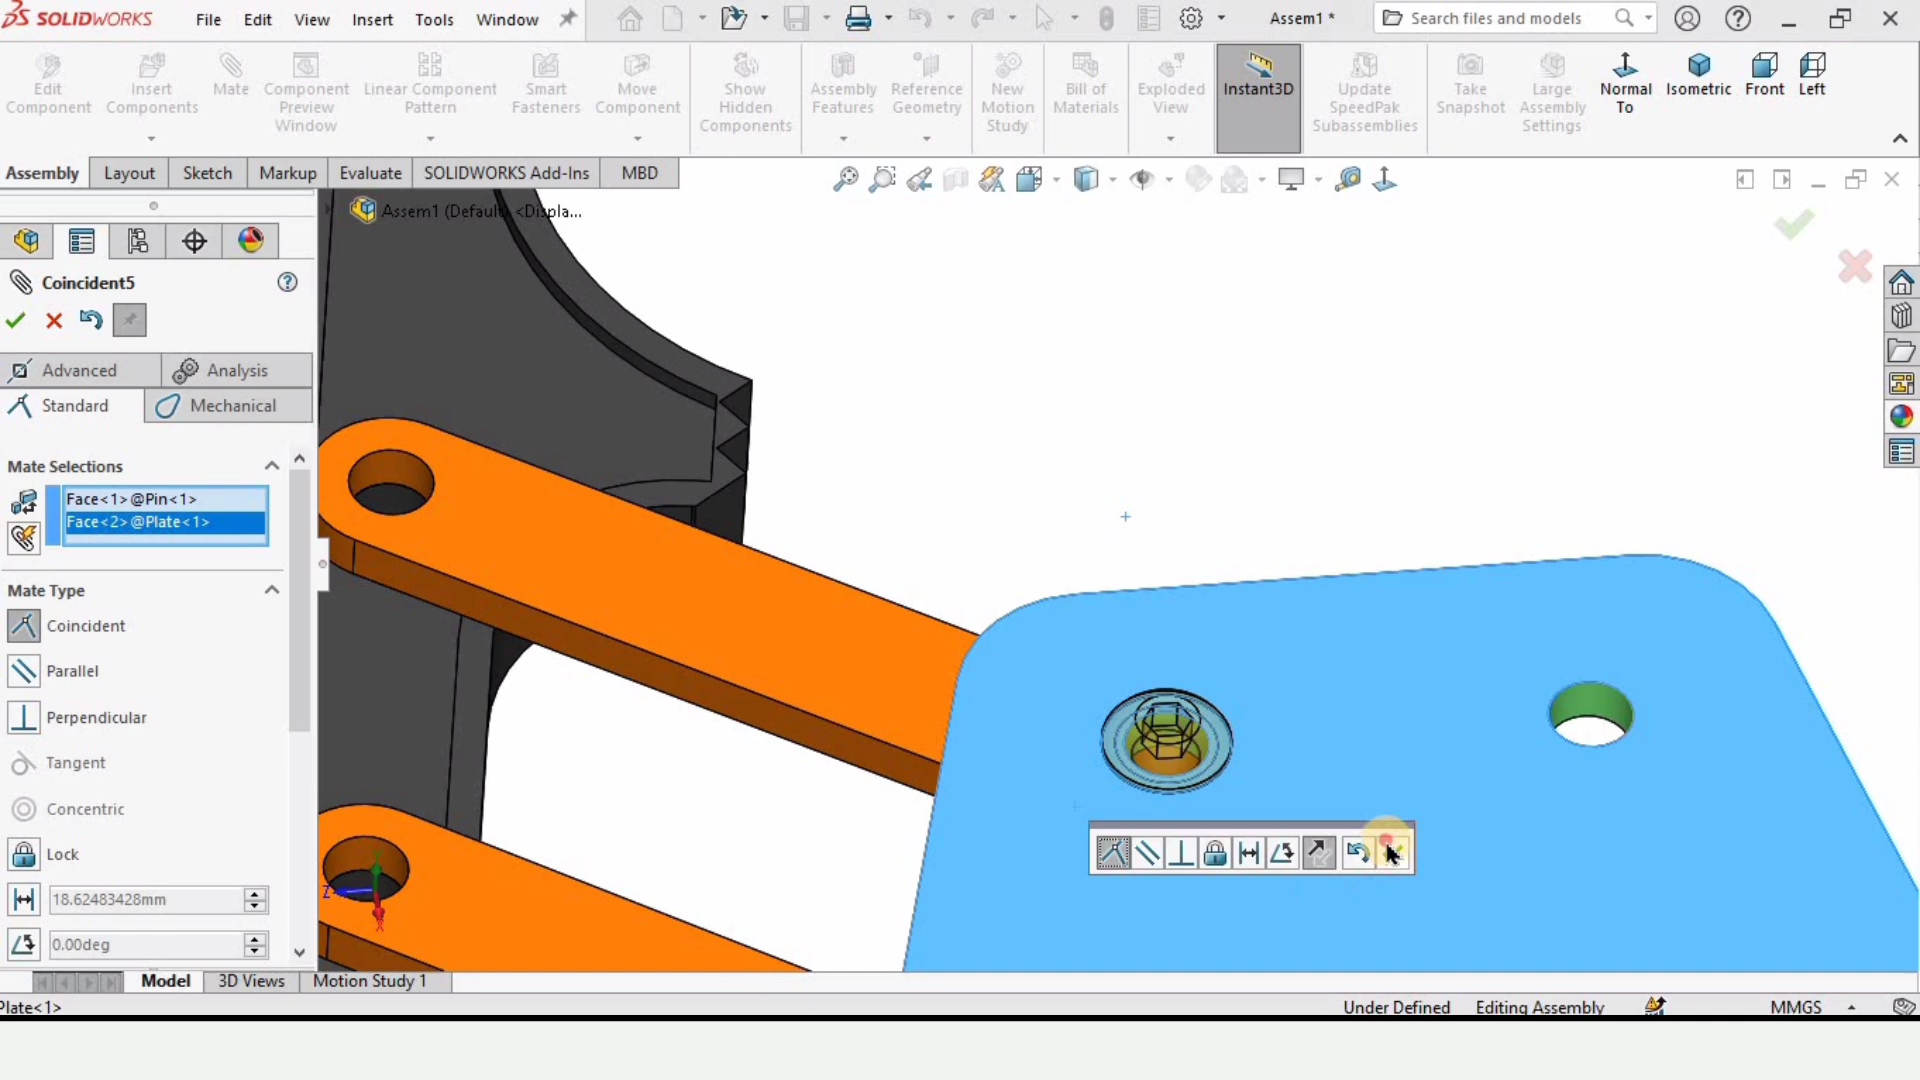 SOLIDWORKS
File
Edit
View
Insert
Tools
Window
Assem1 *
Search files and models
Edit Component
Insert Components
Mate
Component Preview Window
Linear Component Pattern
Smart Fasteners
Move Component
Show Hidden Components
Assembly Features
Reference Geometry
New Motion Study
Bill of Materials
Exploded View
Instant3D
Update SpeedPak Subassemblies
Take Snapshot
Large Assembly Settings
Normal To
Isometric
Front
Left
Assembly
Layout
Sketch
Markup
Evaluate
SOLIDWORKS Add-Ins
MBD
Assem1 (Default) <Displa...
Coincident5
Advanced
Analysis
Standard
Mechanical
Mate Selections
Face<1>@Pin<1>
Face<2>@Plate<1>
Mate Type
Coincident
Parallel
Perpendicular
Tangent
Concentric
Lock
18.62483428mm
0.00deg
Z
X
Model
3D Views
Motion Study 1
Plate<1>
Under Defined
Editing Assembly
MMGS